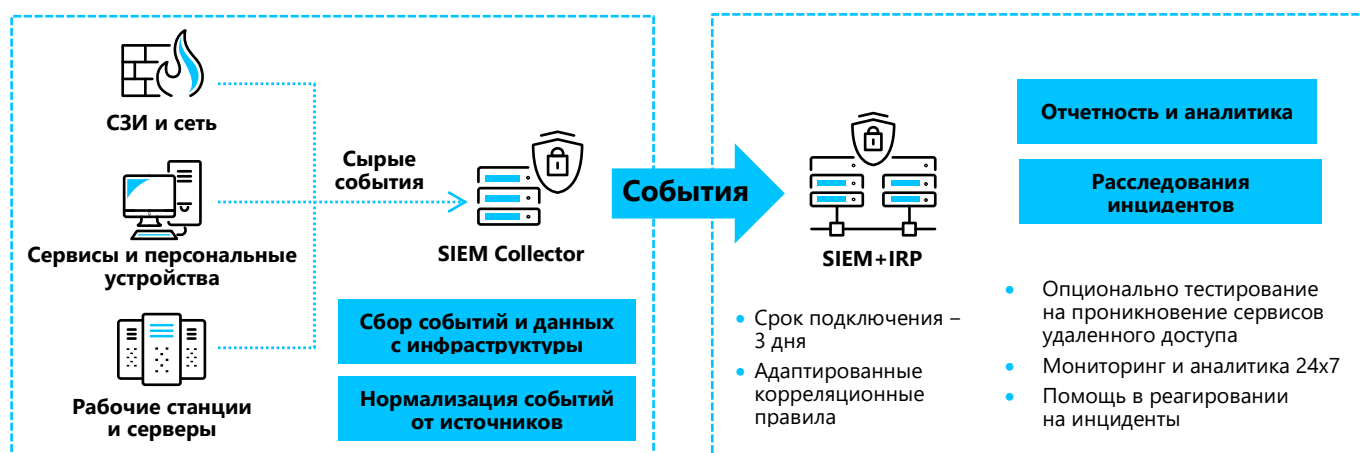 СЗИ и сеть
Сервисы и персональные
устройства
Рабочие станции
и серверы
Сырые
события
SIEM Collector
Сбор событий и данных
с инфраструктуры
Нормализация событий
от источников
События
SIEM+IRP
• Срок подключения –
3 дня
• Адаптированные
корреляционные
правила
Отчетность и аналитика
Расследования
инцидентов
• Опционально тестирование
на проникновение сервисов
удаленного доступа
• Мониторинг и аналитика 24х7
• Помощь в реагировании
на инциденты